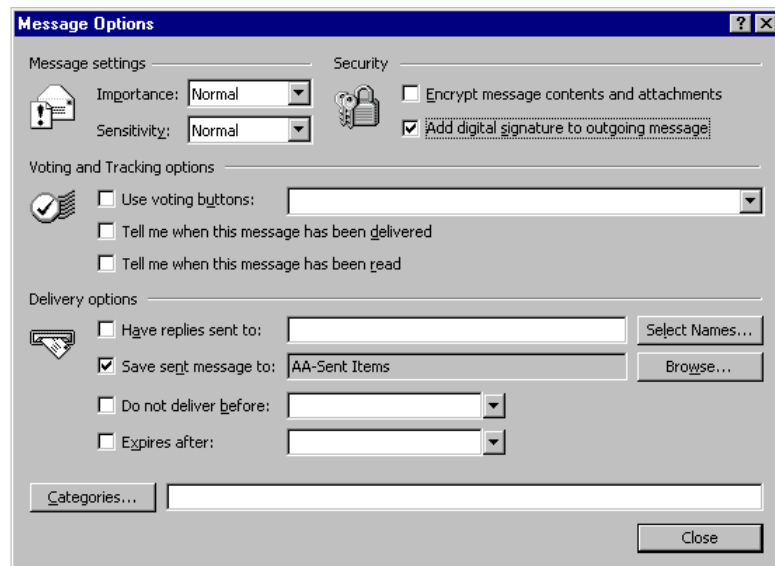 Message Options
Message settings
Security
Importance: Normal
Encrypt message contents and attachments
Sensitivity: Normal
Add digital signature to outgoing message
Voting and Tracking options
Use voting buttons:
Tell me when this message has been delivered
Tell me when this message has been read
Delivery options
Have replies sent to:
Select Names...
Save sent message to: AA-Sent Items
Browse...
Do not deliver before:
Expires after:
Categories...
Close